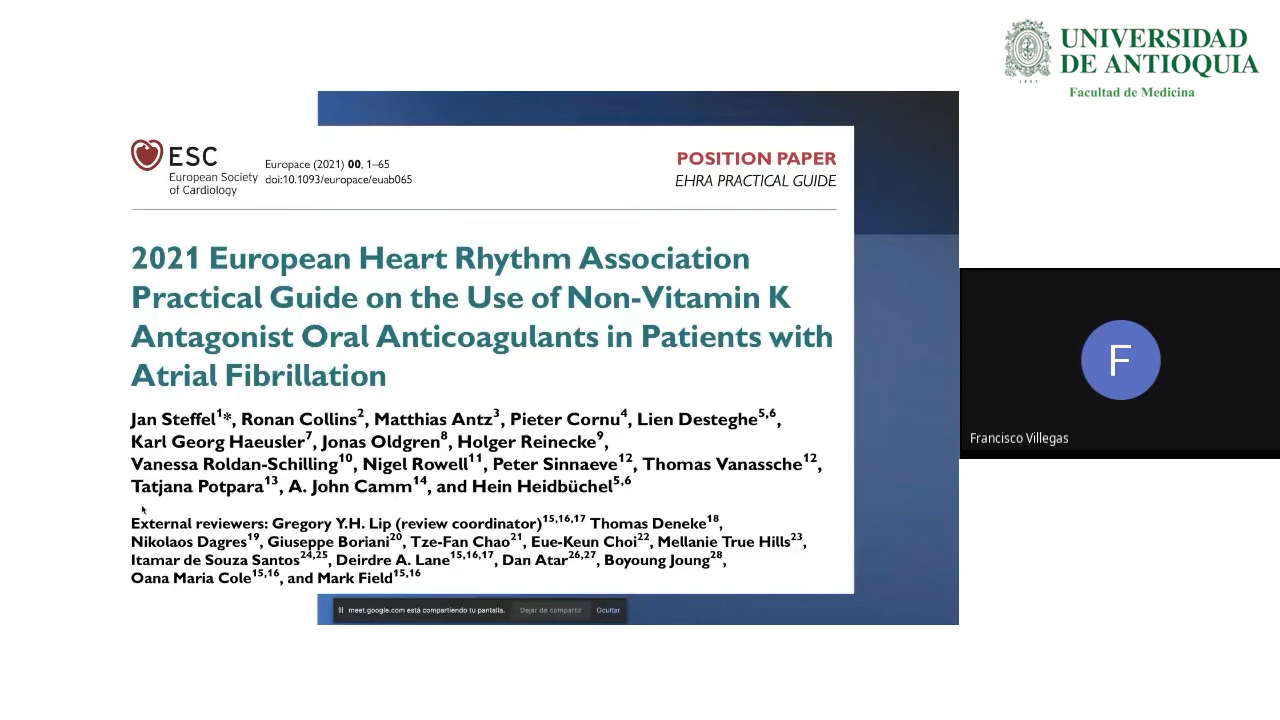 UNIVERSIDAD
DE ANTIOQUIA
1803
Facultad de Medicina
ESC
European Society
of Cardiology
Europace (2021) 00, 1–65
doi:10.1093/europace/euab065
POSITION PAPER
EHRA PRACTICAL GUIDE
2021 European Heart Rhythm Association
Practical Guide on the Use of Non-Vitamin K
Antagonist Oral Anticoagulants in Patients with
Atrial Fibrillation
Jan Steffel1*, Ronan Collins2, Matthias Antz3, Pieter Cornu4, Lien Desteghe5,6,
Karl Georg Haeusler7, Jonas Oldgren8, Holger Reinecke9,
Vanessa Roldan-Schilling10, Nigel Rowell11, Peter Sinnaeve12, Thomas Vanassche12,
Tatjana Potpara13, A. John Camm14, and Hein Heidbüchel5,6
External reviewers: Gregory Y.H. Lip (review coordinator)15,16,17 Thomas Deneke18,
Nikolaos Dagres19, Giuseppe Boriani20, Tze-Fan Chao21, Eue-Keun Choi22, Mellanie True Hills23,
Itamar de Souza Santos24,25, Deirdre A. Lane15,16,17, Dan Atar26,27, Boyoung Joung28,
Oana Maria Cole15,16, and Mark Field15,16
meet.google.com está compartiendo tu pantalla. Dejar de compartir Ocultar
F
Francisco Villegas